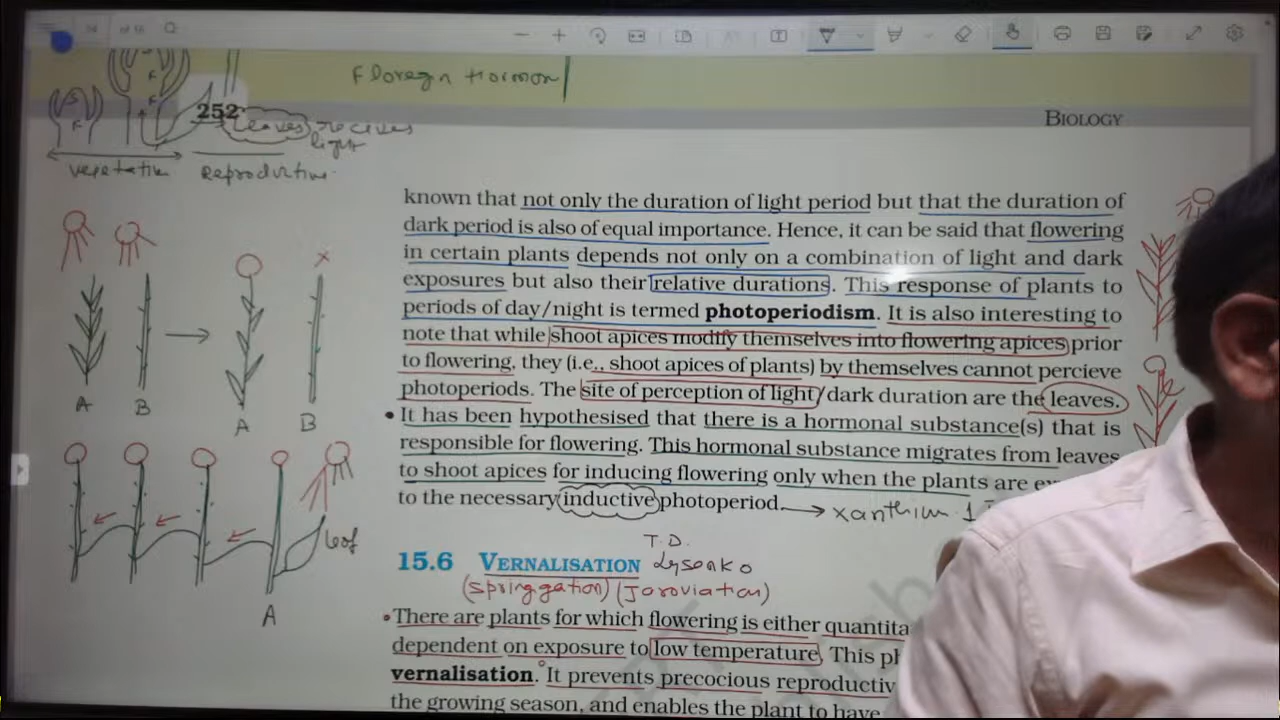 Floregn Hormon
252
BIOLOGY
leaves recives
light
vegetative Reproductive
known that not only the duration of light period but that the duration of
dark period is also of equal importance. Hence, it can be said that flowering
in certain plants depends not only on a combination of light and dark
exposures but also their relative durations. This response of plants to
periods of day/night is termed photoperiodism. It is also interesting to
note that while shoot apices modify themselves into flowering apices prior
to flowering, they (i.e., shoot apices of plants) by themselves cannot percieve
photoperiods. The site of perception of light/dark duration are the leaves.
It has been hypothesised that there is a hormonal substance(s) that is
responsible for flowering. This hormonal substance migrates from leaves
to shoot apices for inducing flowering only when the plants are
to the necessary inductive photoperiod. → xanthium
A B A B
leaf
A
T.D.
15.6 VERNALISATION Lysenko
(Springgation) (Jaroviation)
There are plants for which flowering is either
dependent on exposure to low temperature. This
vernalisation. It prevents precocious
the growing season, and enables the plant to have